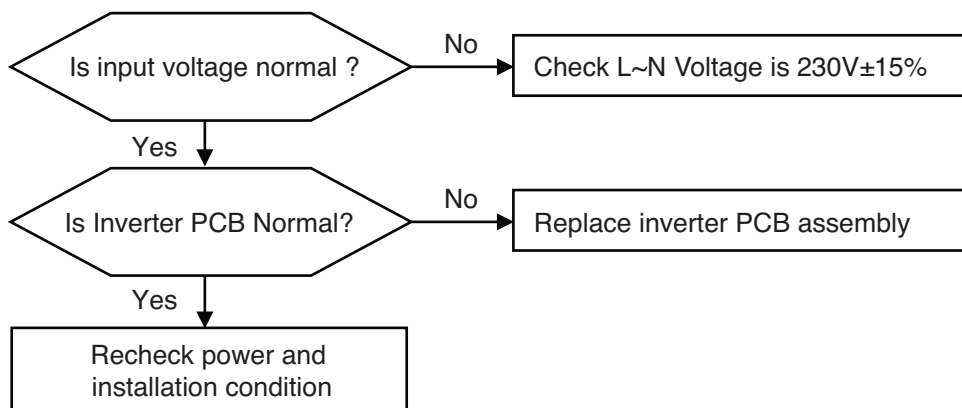 Is input voltage normal ?
No
Check L~N Voltage is 230V±15%
Yes
Is Inverter PCB Normal?
No
Replace inverter PCB assembly
Yes
Recheck power and
installation condition